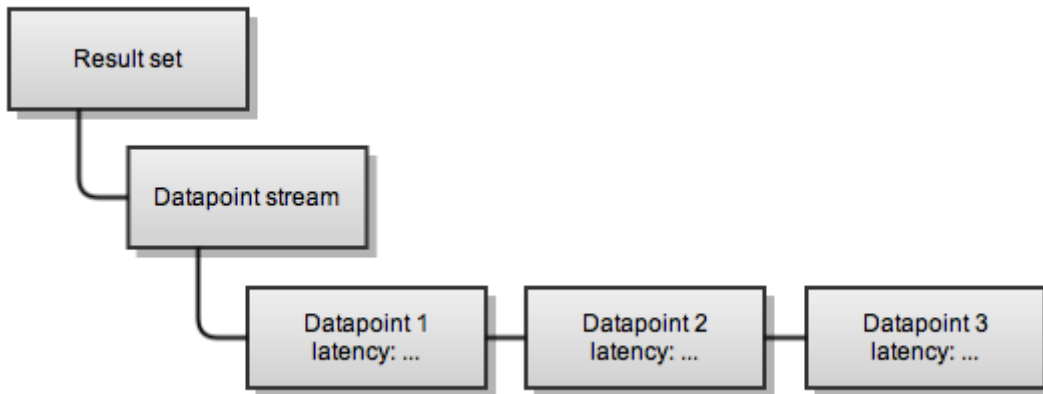 Result set
Datapoint stream
Datapoint 1
latency: ...
Datapoint 2
latency: ...
Datapoint 3
latency: ...